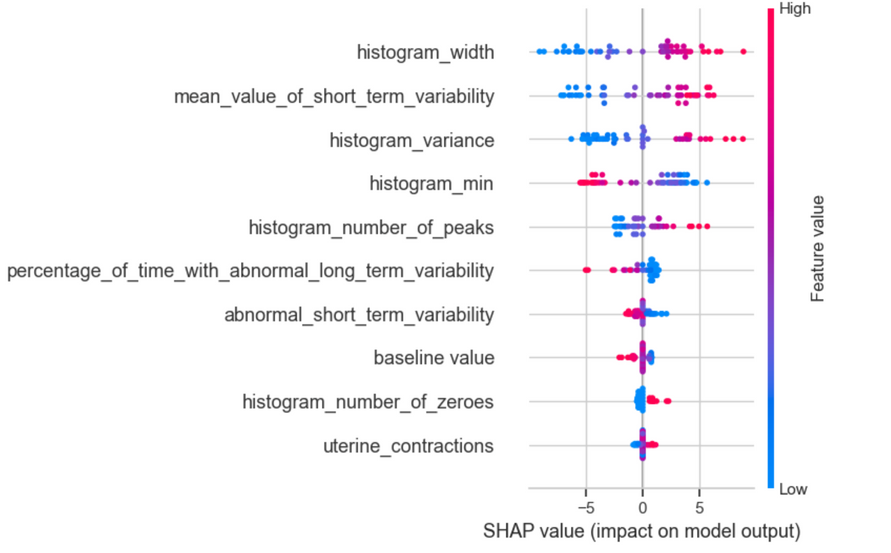 High
histogram_width
mean_value_of_short_term_variability
histogram_variance
histogram_min
histogram_number_of_peaks
percentage_of_time_with_abnormal_long_term_variability
abnormal_short_term_variability
baseline value
histogram_number_of_zeroes
uterine_contractions
Feature value
Low
−5 0 5
SHAP value (impact on model output)